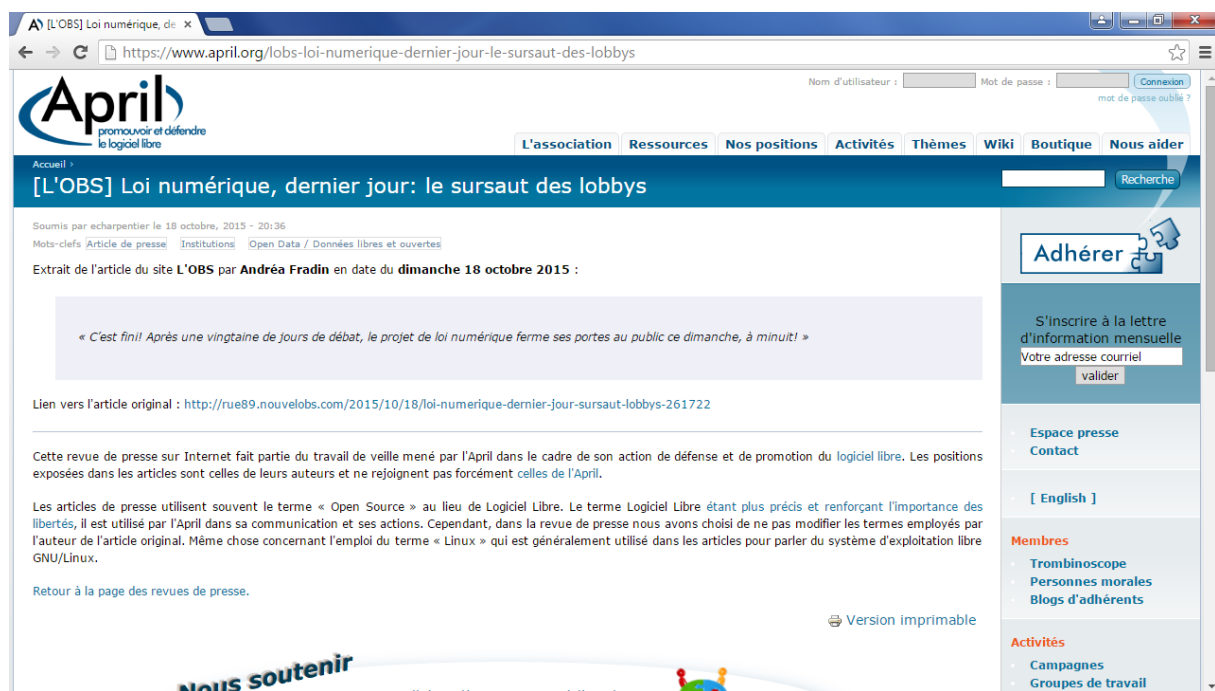 [L'OBS] Loi numérique, de
https://www.april.org/lobs-loi-numerique-dernier-jour-le-sursaut-des-lobbys
April
promouvoir et défendre
le logiciel libre
Nom d'utilisateur : Mot de passe : Connexion
mot de passe oublié ?
L'association Ressources Nos positions Activités Thèmes Wiki Boutique Nous aider
Accueil ›
[L'OBS] Loi numérique, dernier jour: le sursaut des lobbys
Recherche
Soumis par echarpentier le 18 octobre, 2015 - 20:36
Mots-clefs Article de presse Institutions Open Data / Données libres et ouvertes
Extrait de l'article du site L'OBS par Andréa Fradin en date du dimanche 18 octobre 2015 :
« C'est fini! Après une vingtaine de jours de débat, le projet de loi numérique ferme ses portes au public ce dimanche, à minuit! »
Lien vers l'article original : http://rue89.nouvelobs.com/2015/10/18/loi-numerique-dernier-jour-sursaut-lobbys-261722
Cette revue de presse sur Internet fait partie du travail de veille mené par l'April dans le cadre de son action de défense et de promotion du logiciel libre. Les positions
exposées dans les articles sont celles de leurs auteurs et ne rejoignent pas forcément celles de l'April.
Les articles de presse utilisent souvent le terme « Open Source » au lieu de Logiciel Libre. Le terme Logiciel Libre étant plus précis et renforçant l'importance des
libertés, il est utilisé par l'April dans sa communication et ses actions. Cependant, dans la revue de presse nous avons choisi de ne pas modifier les termes employés par
l'auteur de l'article original. Même chose concernant l'emploi du terme « Linux » qui est généralement utilisé dans les articles pour parler du système d'exploitation libre
GNU/Linux.
Retour à la page des revues de presse.
Version imprimable
Nous soutenir
Adhérer
S'inscrire à la lettre
d'information mensuelle
Votre adresse courriel
valider
Espace presse
Contact
[ English ]
Membres
Trombinoscope
Personnes morales
Blogs d'adhérents
Activités
Campagnes
Groupes de travail